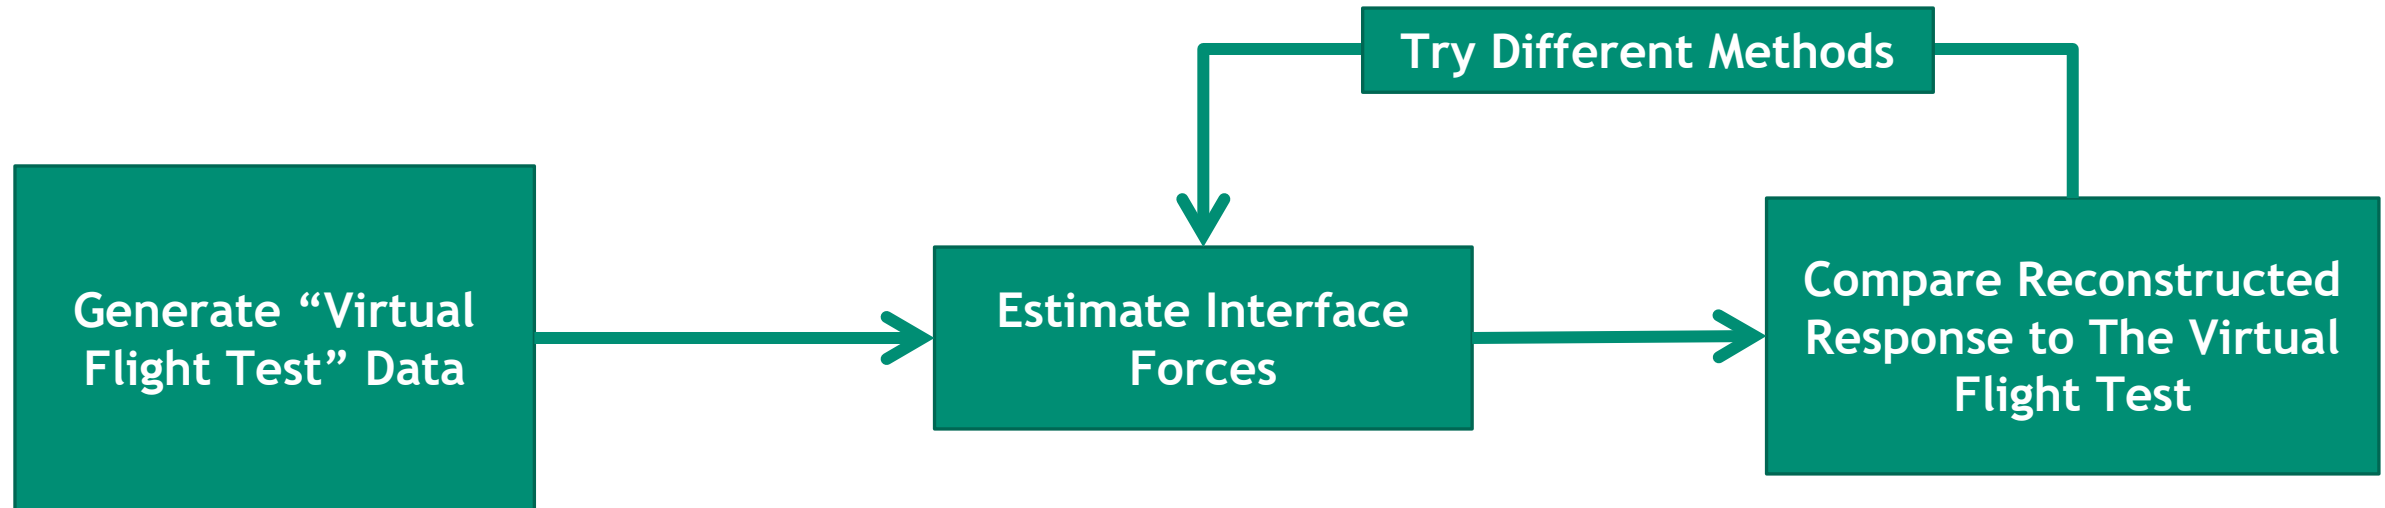 Try Different Methods
Generate “Virtual
Flight Test” Data
Estimate Interface
Forces
Compare Reconstructed
Response to The Virtual
Flight Test